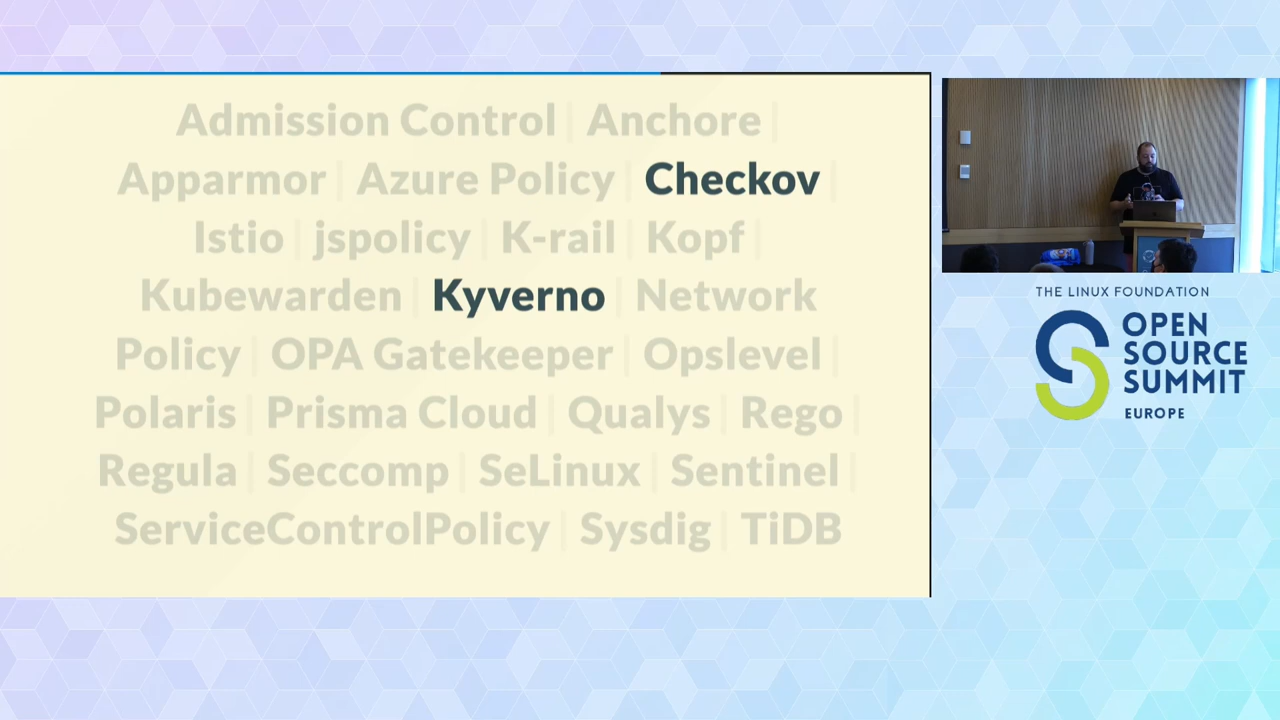 Admission Control | Anchore |
Apparmor | Azure Policy | Checkov |
Istio | jspolicy | K-rail | Kopf |
Kubewarden | Kyverno | Network
Policy | OPA Gatekeeper | Opslevel |
Polaris | Prisma Cloud | Qualys | Rego |
Regula | Seccomp | SeLinux | Sentinel |
ServiceControlPolicy | Sysdig | TiDB
THE LINUX FOUNDATION
OPEN
SOURCE
SUMMIT
EUROPE